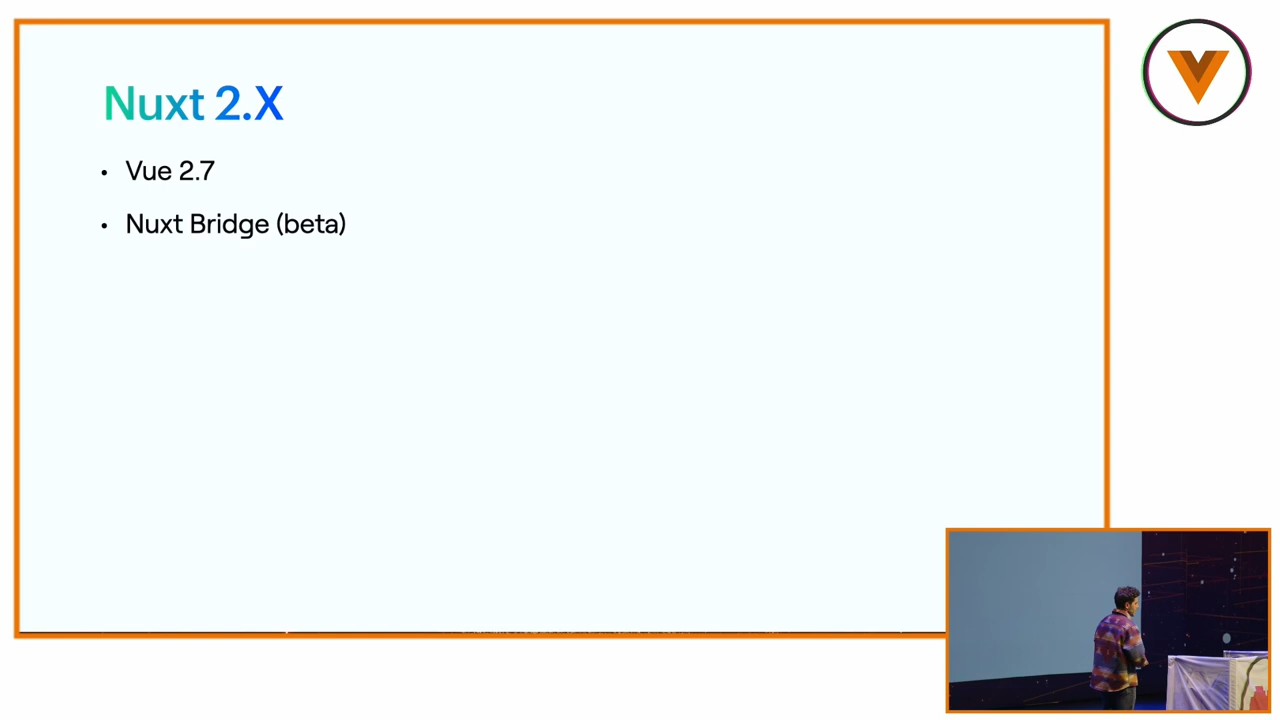 Nuxt 2.X
• Vue 2.7
• Nuxt Bridge (beta)